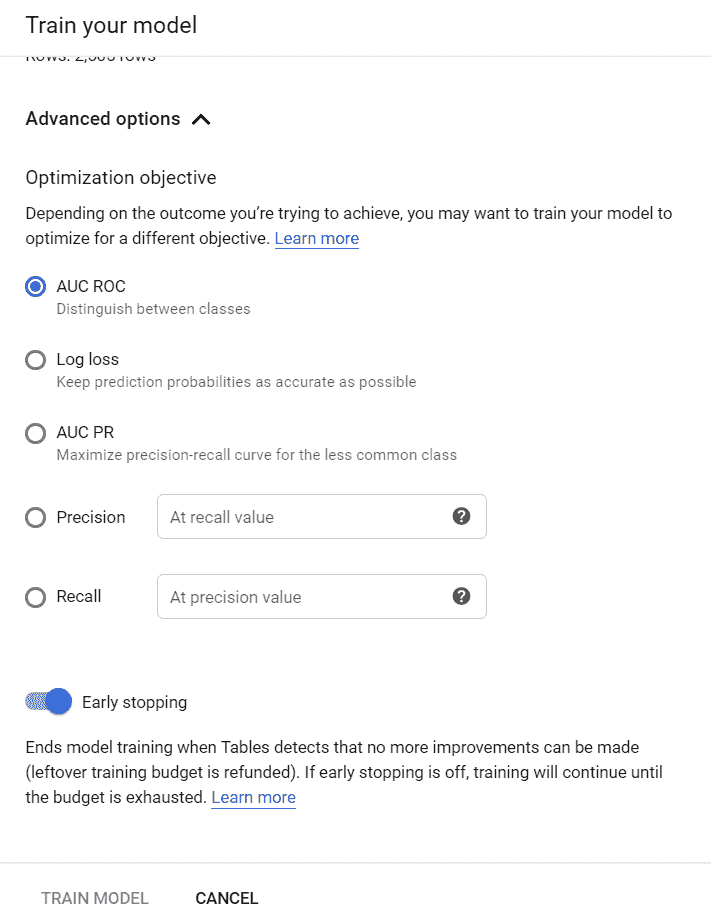 Train your model
Advanced options
Optimization objective
Depending on the outcome you’re trying to achieve, you may want to train your model to
optimize for a different objective. Learn more
AUC ROC
Distinguish between classes
Log loss
Keep prediction probabilities as accurate as possible
AUC PR
Maximize precision-recall curve for the less common class
Precision At recall value ?
Recall At precision value ?
Early stopping
Ends model training when Tables detects that no more improvements can be made
(leftover training budget is refunded). If early stopping is off, training will continue until
the budget is exhausted. Learn more
TRAIN MODEL CANCEL